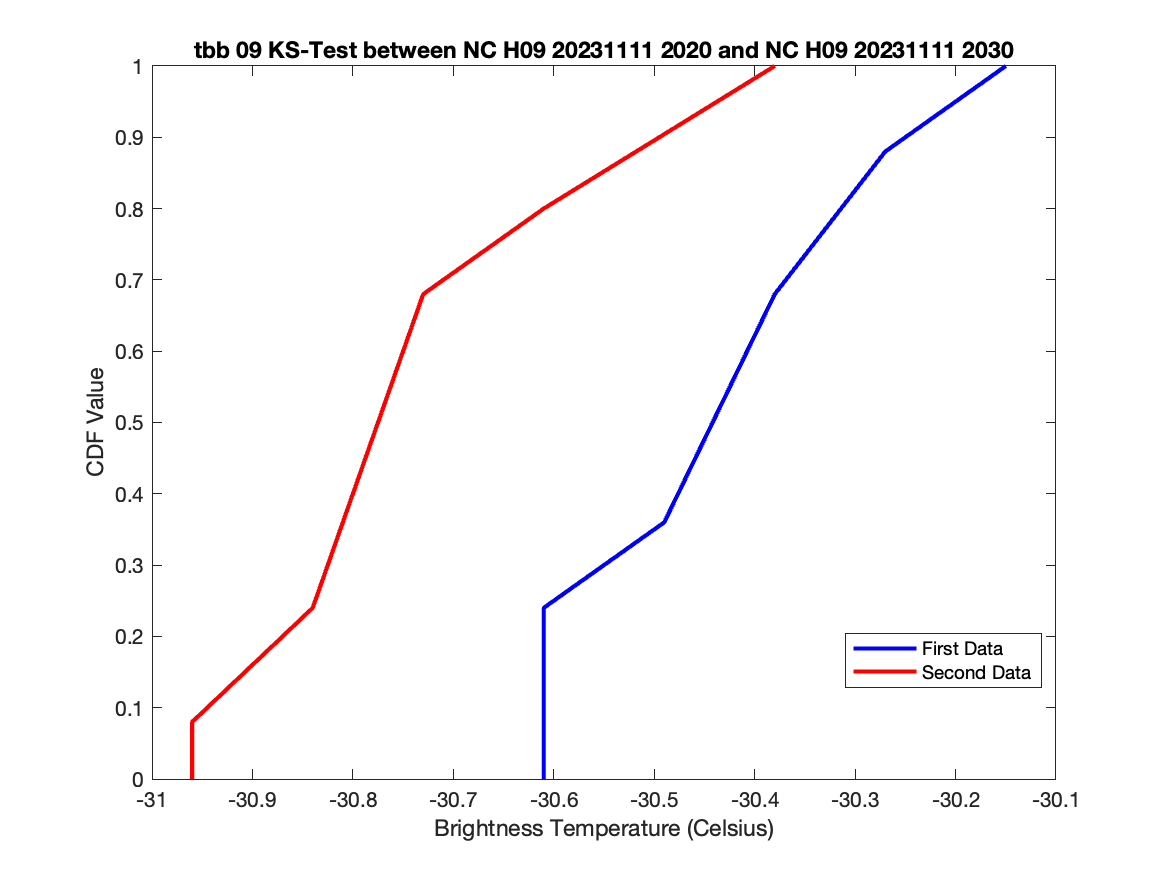 tbb 09 KS-Test between NC H09 20231111 2020 and NC H09 20231111 2030
1
0.9
0.8
0.7
0.6
0.5
0.4
0.3
0.2
0.1
0
CDF Value
First Data
Second Data
-31 -30.9 -30.8 -30.7 -30.6 -30.5 -30.4 -30.3 -30.2 -30.1
Brightness Temperature (Celsius)